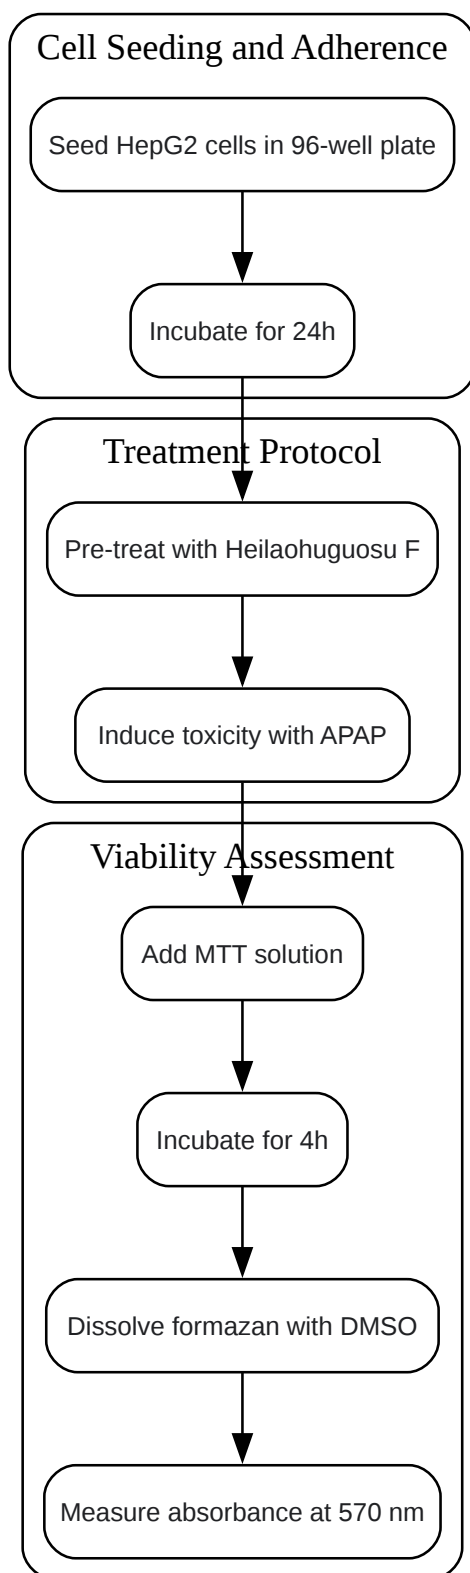 Cell Seeding and Adherence
Seed HepG2 cells in 96-well plate
Incubate for 24h
Treatment Protocol
Pre-treat with Heilaohuguosu F
Induce toxicity with APAP
Viability Assessment
Add MTT solution
Incubate for 4h
Dissolve formazan with DMSO
Measure absorbance at 570 nm